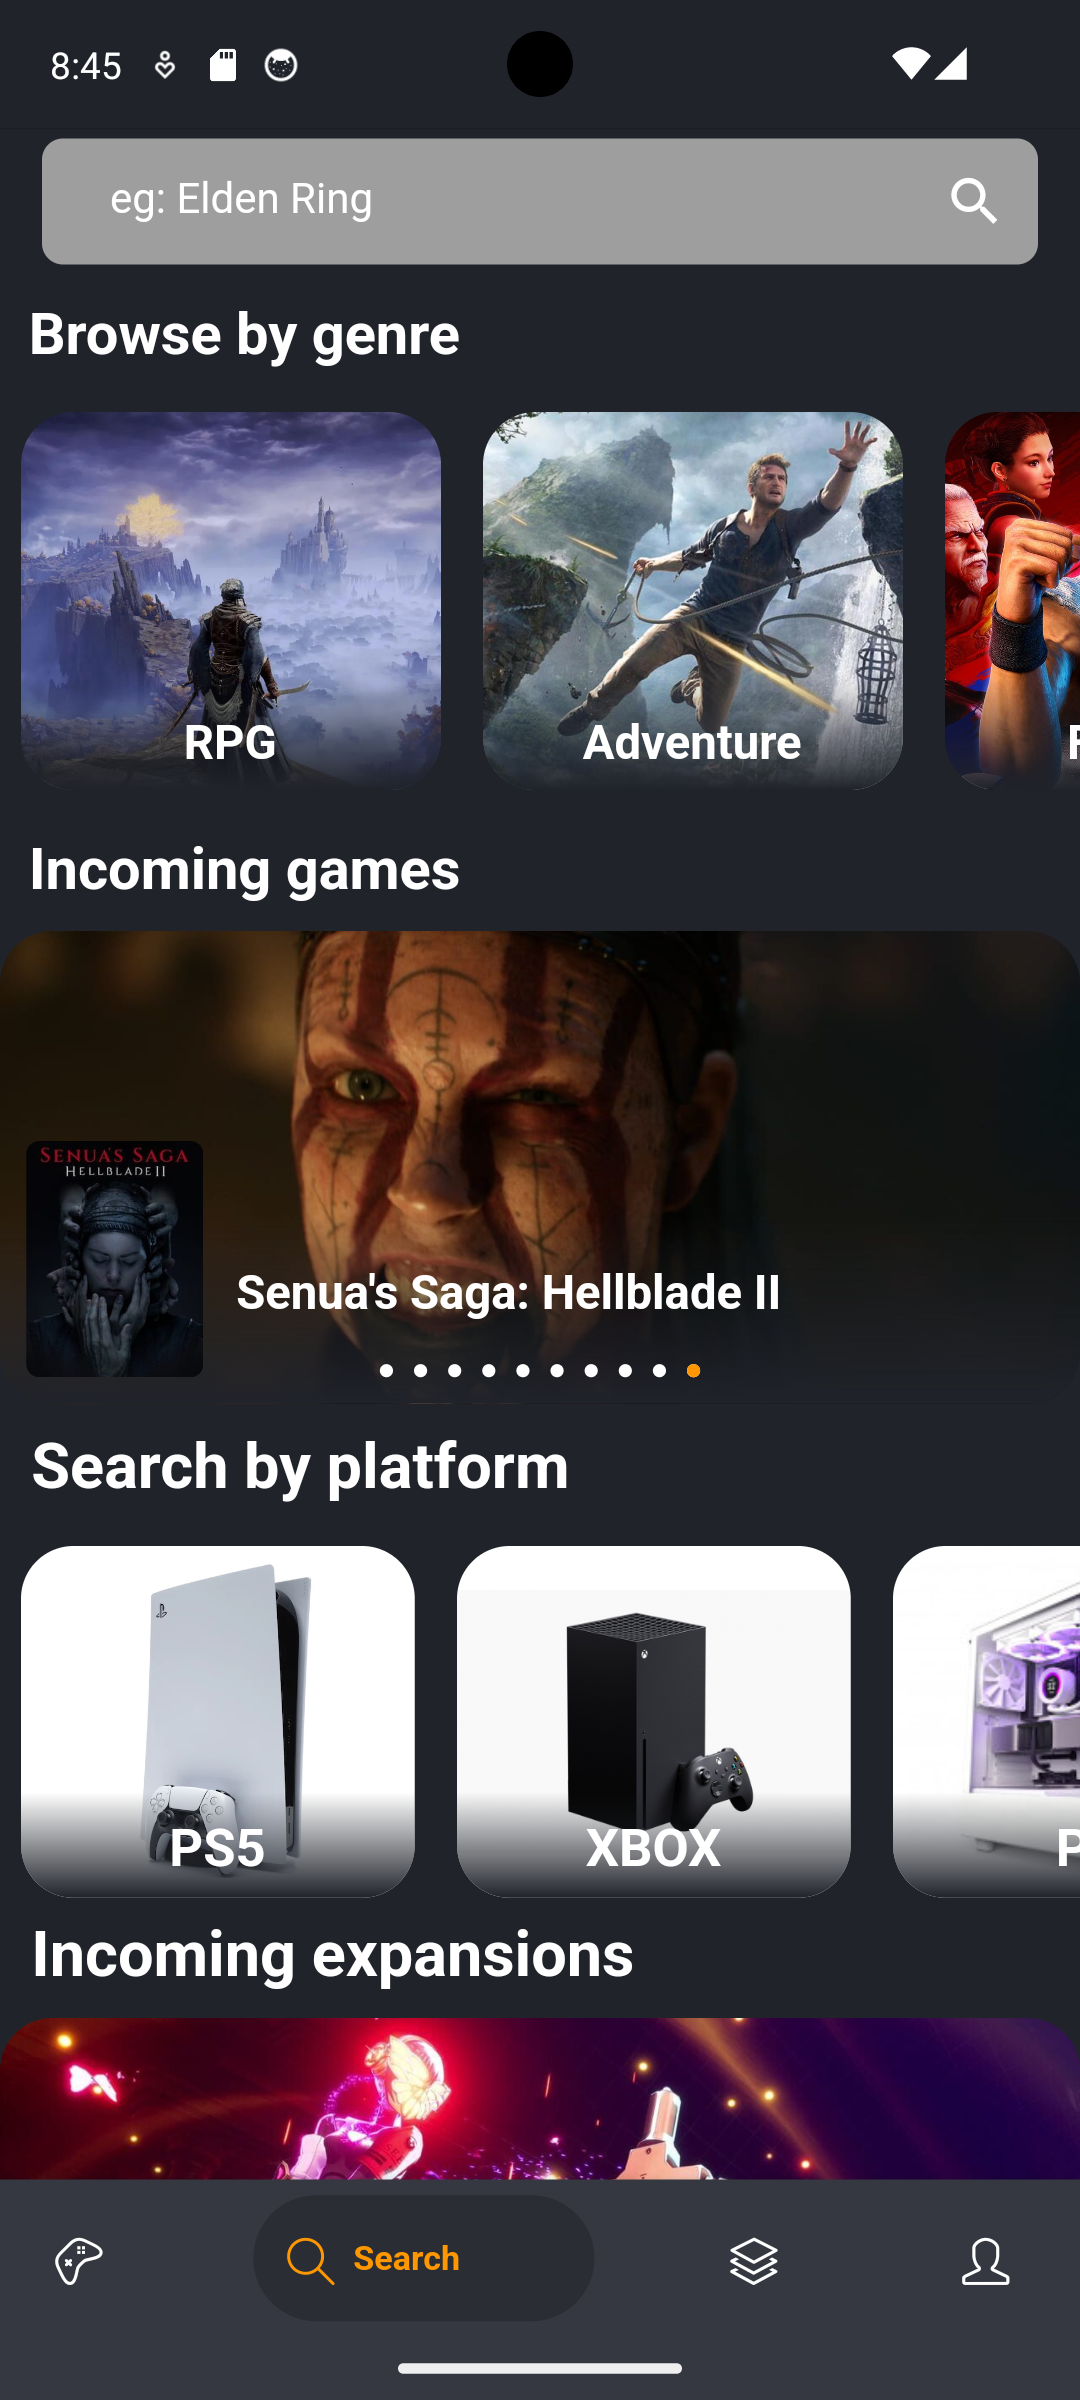 8:45
eg: Elden Ring
Browse by genre
RPG
Adventure
Incoming games
SENUA'S SAGA
HELLBLADE II
Senua's Saga: Hellblade II
Search by platform
PS5
XBOX
Incoming expansions
Search